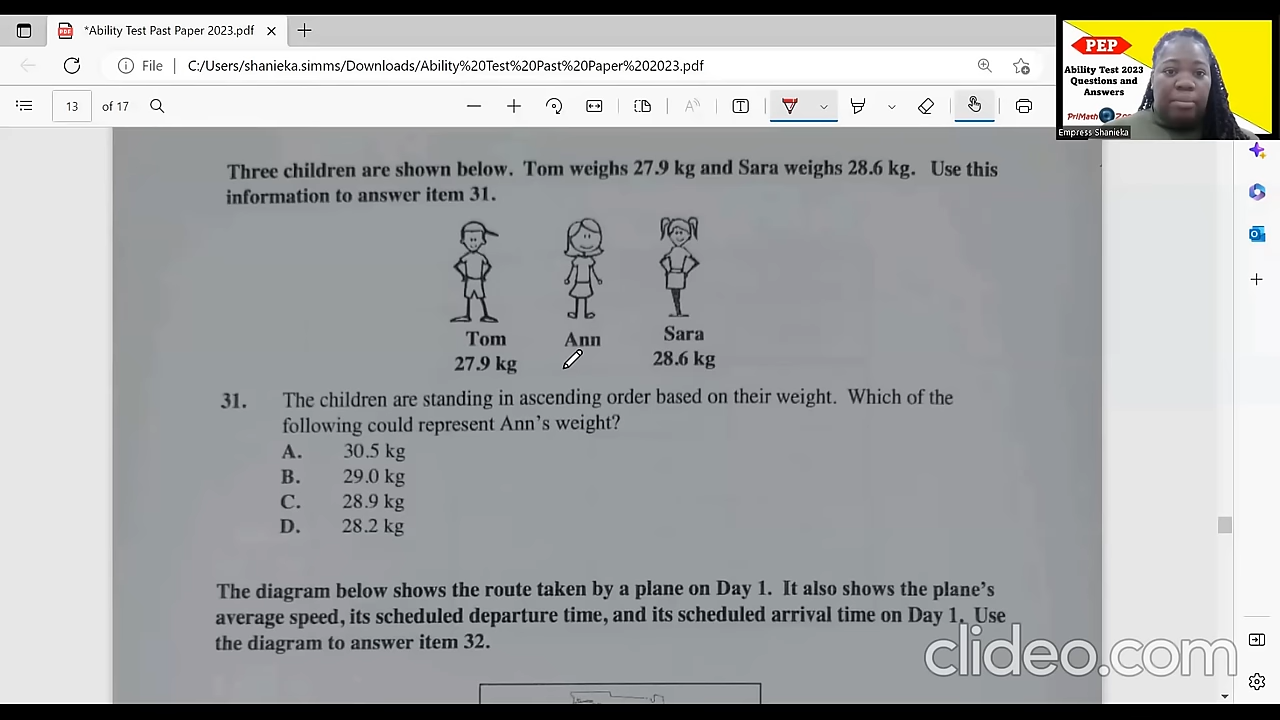 *Ability Test Past Paper 2023.pdf
File C:/Users/shanieka.simms/Downloads/Ability%20Test%20Past%20Paper%202023.pdf
13 of 17
PEP
Ability Test 2023
Questions and
Answers
Empress Shanieka
Three children are shown below. Tom weighs 27.9 kg and Sara weighs 28.6 kg. Use this
information to answer item 31.
Tom Ann Sara
27.9 kg 28.6 kg
31. The children are standing in ascending order based on their weight. Which of the
following could represent Ann's weight?
A. 30.5 kg
B. 29.0 kg
C. 28.9 kg
D. 28.2 kg
The diagram below shows the route taken by a plane on Day 1. It also shows the plane's
average speed, its scheduled departure time, and its scheduled arrival time on Day 1. Use
the diagram to answer item 32.
clideo.com